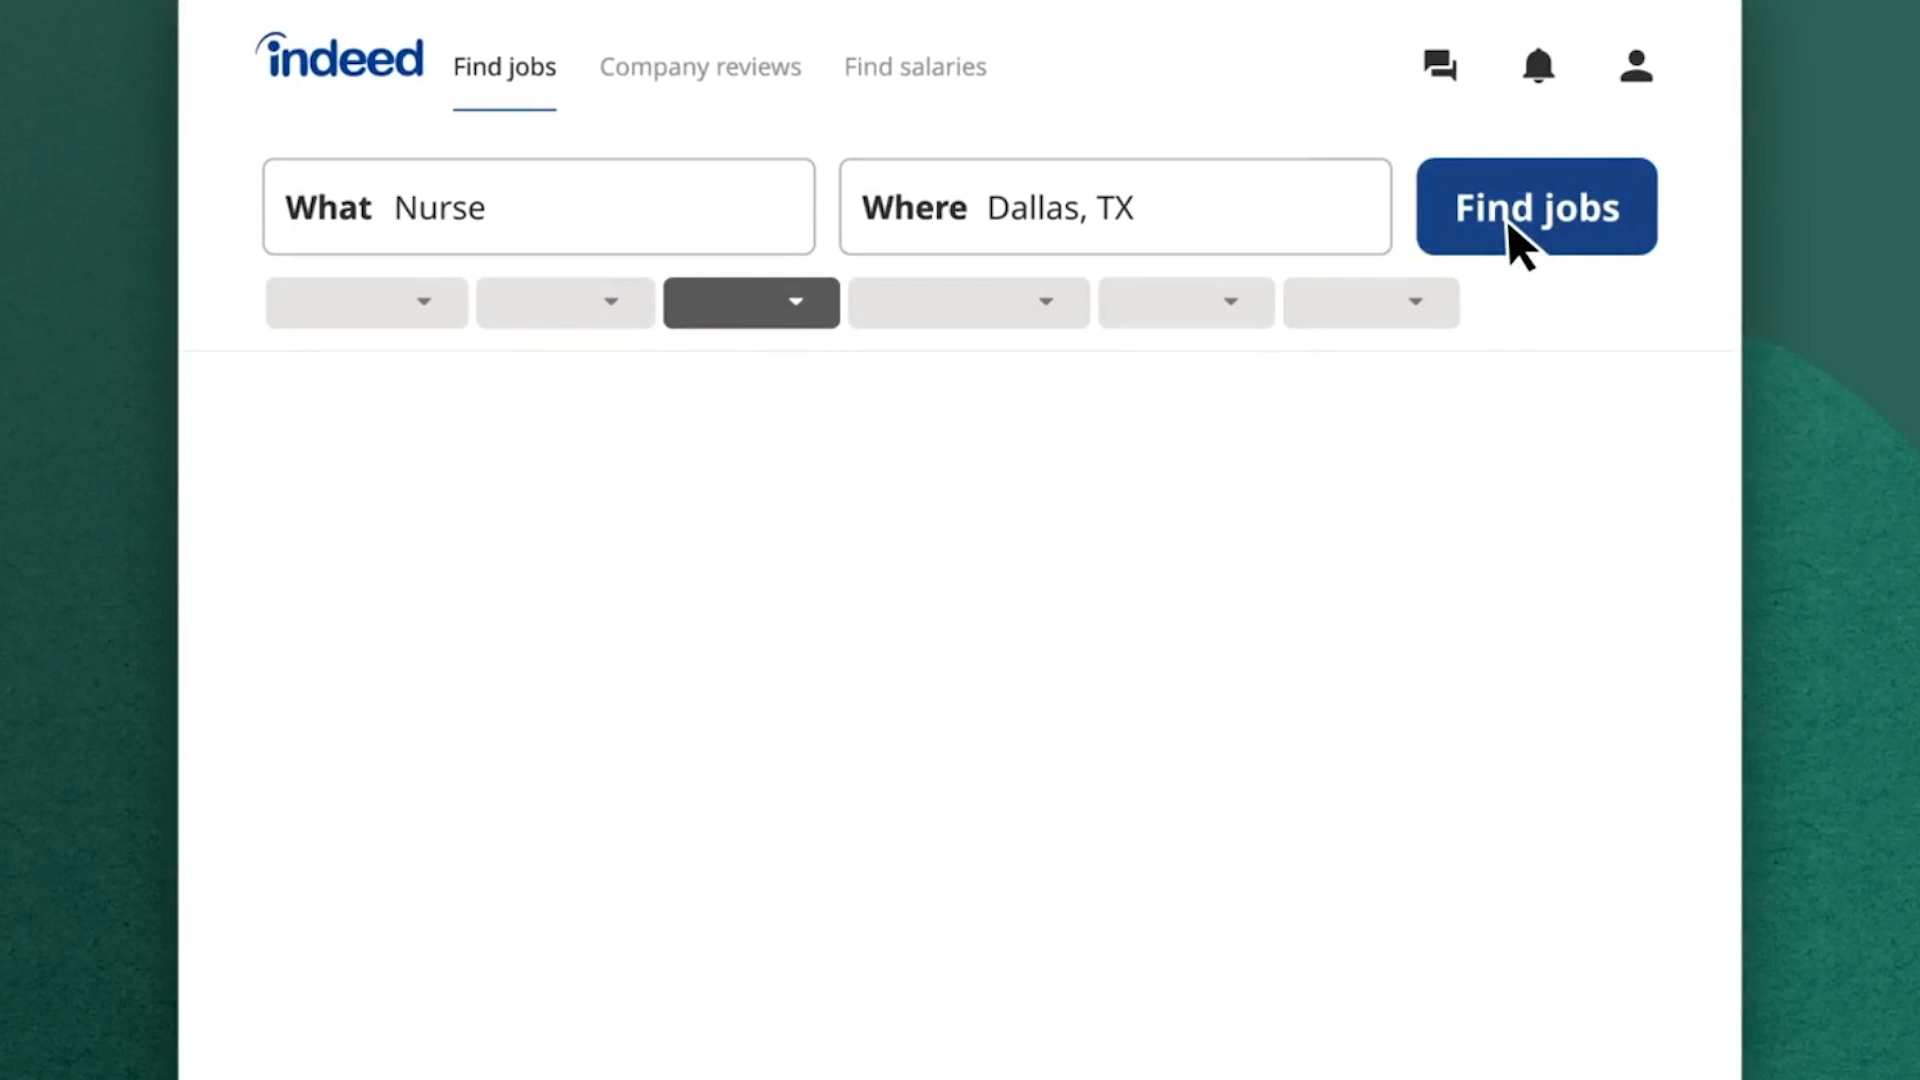 indeed Find jobs Company reviews Find salaries
What Nurse Where Dallas, TX Find jobs